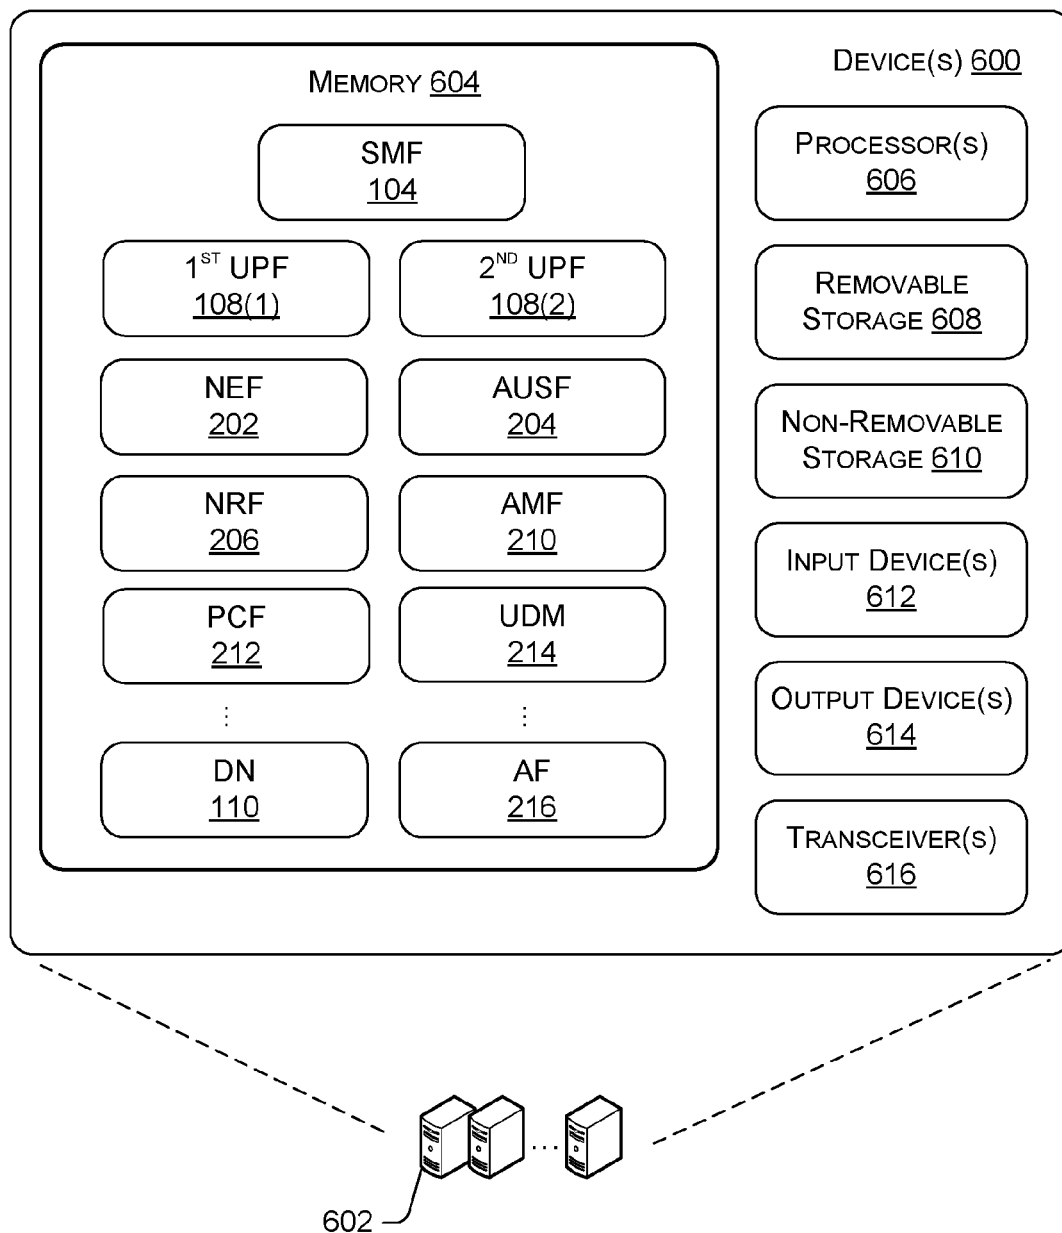 MEMORY 604
SMF
104
1ST UPF
108(1)
2ND UPF
108(2)
NEF
202
AUSF
204
NRF
206
AMF
210
PCF
212
UDM
214
⋮
⋮
DN
110
AF
216
DEVICE(S) 600
PROCESSOR(S)
606
REMOVABLE
STORAGE 608
NON-REMOVABLE
STORAGE 610
INPUT DEVICE(S)
612
OUTPUT DEVICE(S)
614
TRANSCEIVER(S)
616
...
602